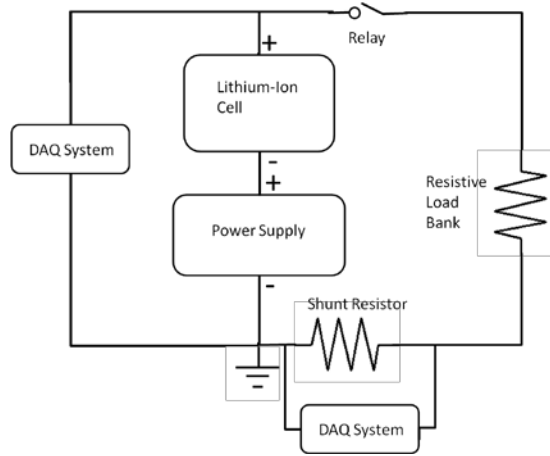 +
Relay
Lithium-Ion
Cell
DAQ System
-
+
Resistive
Load
Bank
Power Supply
-
Shunt Resistor
DAQ System